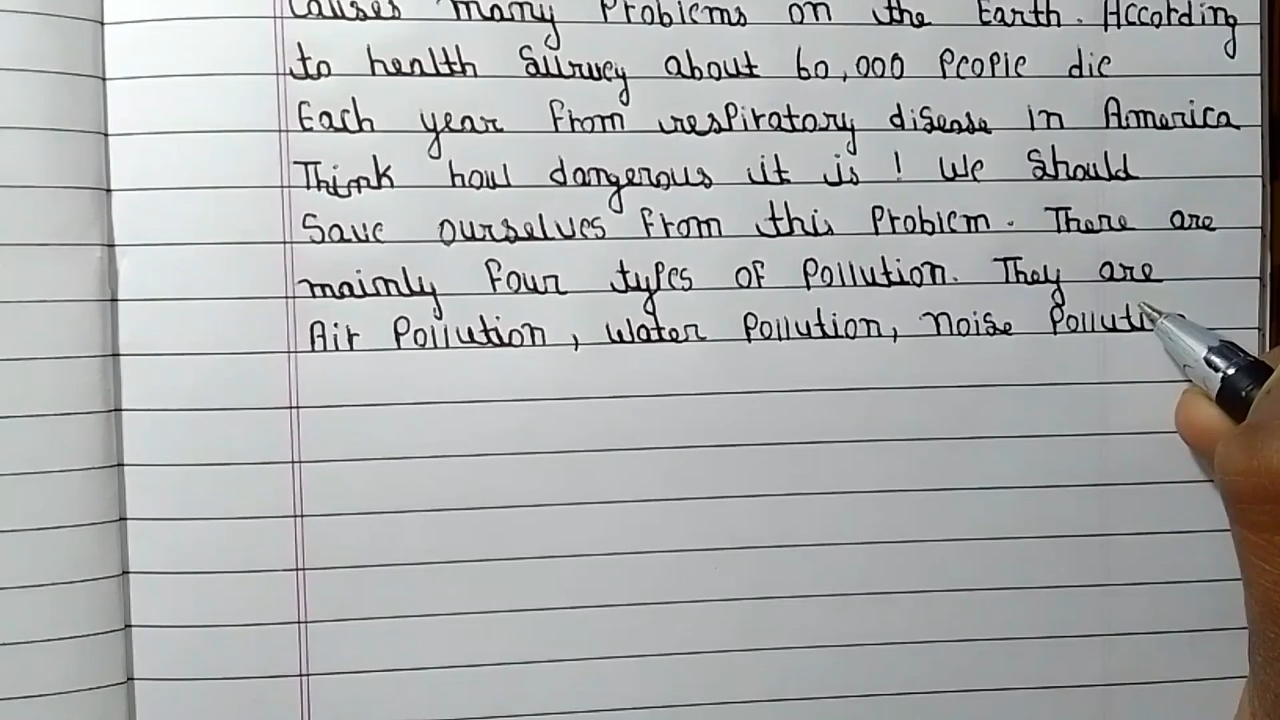 causes many Problems on the Earth. According
to health Survey about 60,000 People die
Each year From respiratory disease in America
Think how dangerous it is ! We Should
Save ourselves From this Problem. There are
mainly Four types of Pollution. They are
Air Pollution, Water Pollution, Noise Polluti